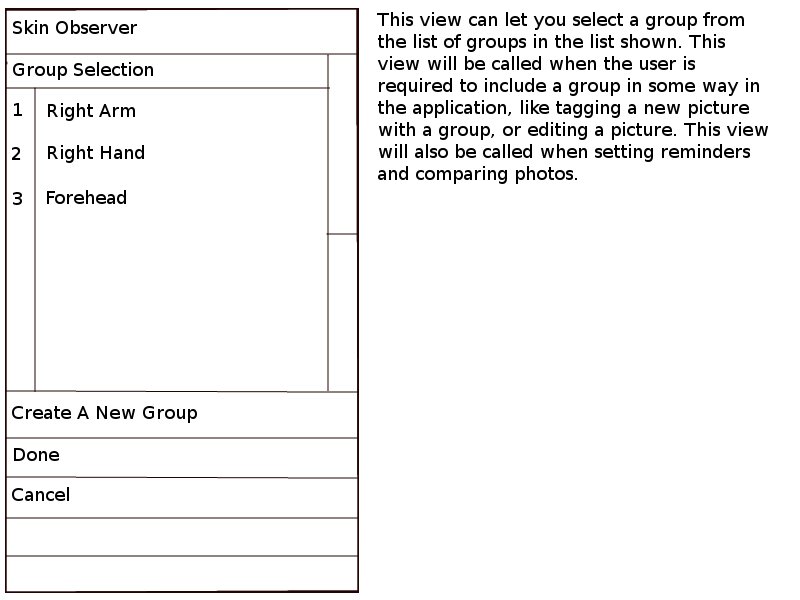 Skin Observer
Group Selection
1 Right Arm
2 Right Hand
3 Forehead
Create A New Group
Done
Cancel
This view can let you select a group from
the list of groups in the list shown. This
view will be called when the user is
required to include a group in some way in
the application, like tagging a new picture
with a group, or editing a picture. This view
will also be called when setting reminders
and comparing photos.